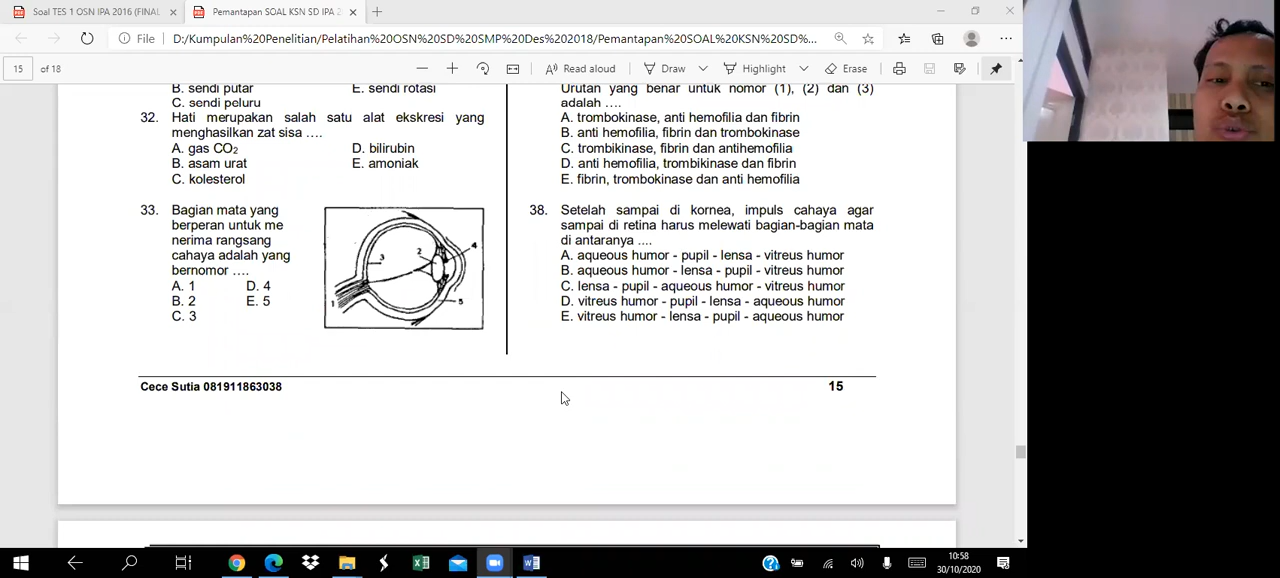 Soal TES 1 OSN IPA 2016 (FINAL
Pemantapan SOAL KSN SD IPA 2
File
D:/Kumpulan%20Penelitian/Pelatihan%20OSN%20SD%20SMP%20Des%202018/Pemantapan%20SOAL%20KSN%20SD%...
15 of 18
Read aloud
Draw
Highlight
Erase
B. sendi putar E. sendi rotasi
C. sendi peluru
32. Hati merupakan salah satu alat ekskresi yang
menghasilkan zat sisa ....
A. gas CO2 D. bilirubin
B. asam urat E. amoniak
C. kolesterol
33. Bagian mata yang
berperan untuk me
nerima rangsang
cahaya adalah yang
bernomor ....
A. 1 D. 4
B. 2 E. 5
C. 3
1
2
3
4
5
Urutan yang benar untuk nomor (1), (2) dan (3)
adalah ....
A. trombokinase, anti hemofilia dan fibrin
B. anti hemofilia, fibrin dan trombokinase
C. trombikinase, fibrin dan antihemofilia
D. anti hemofilia, trombikinase dan fibrin
E. fibrin, trombokinase dan anti hemofilia
38. Setelah sampai di kornea, impuls cahaya agar
sampai di retina harus melewati bagian-bagian mata
di antaranya ....
A. aqueous humor - pupil - lensa - vitreus humor
B. aqueous humor - lensa - pupil - vitreus humor
C. lensa - pupil - aqueous humor - vitreus humor
D. vitreus humor - pupil - lensa - aqueous humor
E. vitreus humor - lensa - pupil - aqueous humor
Cece Sutia 081911863038 15
10:58
30/10/2020